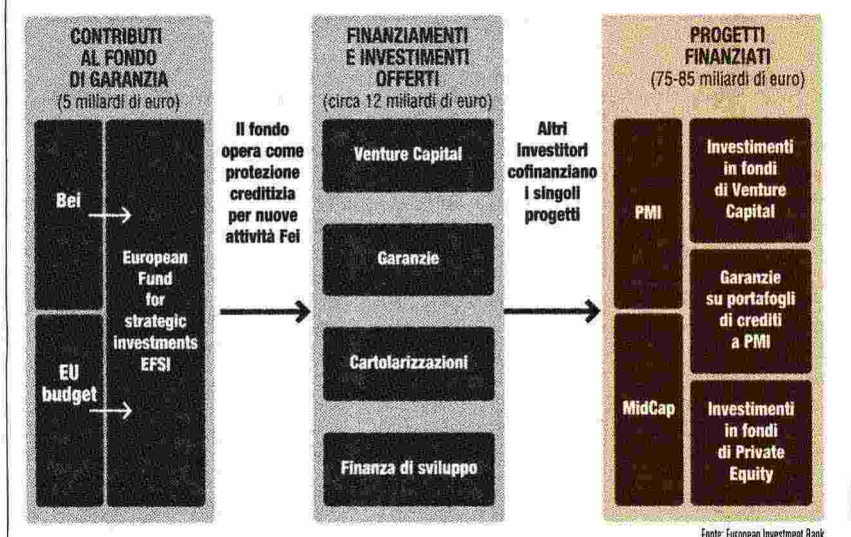 CONTRIBUTI
AL FONDO
DI GARANZIA
(5 miliardi di euro)
Bei
EU
budget
European
Fund
for
strategic
investments
EFSI
Il fondo
opera come
protezione
creditizia
per nuove
attività Fei
FINANZIAMENTI
E INVESTIMENTI
OFFERTI
(circa 12 miliardi di euro)
Venture Capital
Garanzie
Cartolarizzazioni
Finanza di sviluppo
Altri
investitori
cofinanziano
i singoli
progetti
PROGETTI
FINANZIATI
(75-85 miliardi di euro)
PMI
MidCap
Investimenti
in fondi
di Venture
Capital
Garanzie
su portafogli
di crediti
a PMI
Investimenti
in fondi
di Private
Equity
Fonte: European Investment Bank